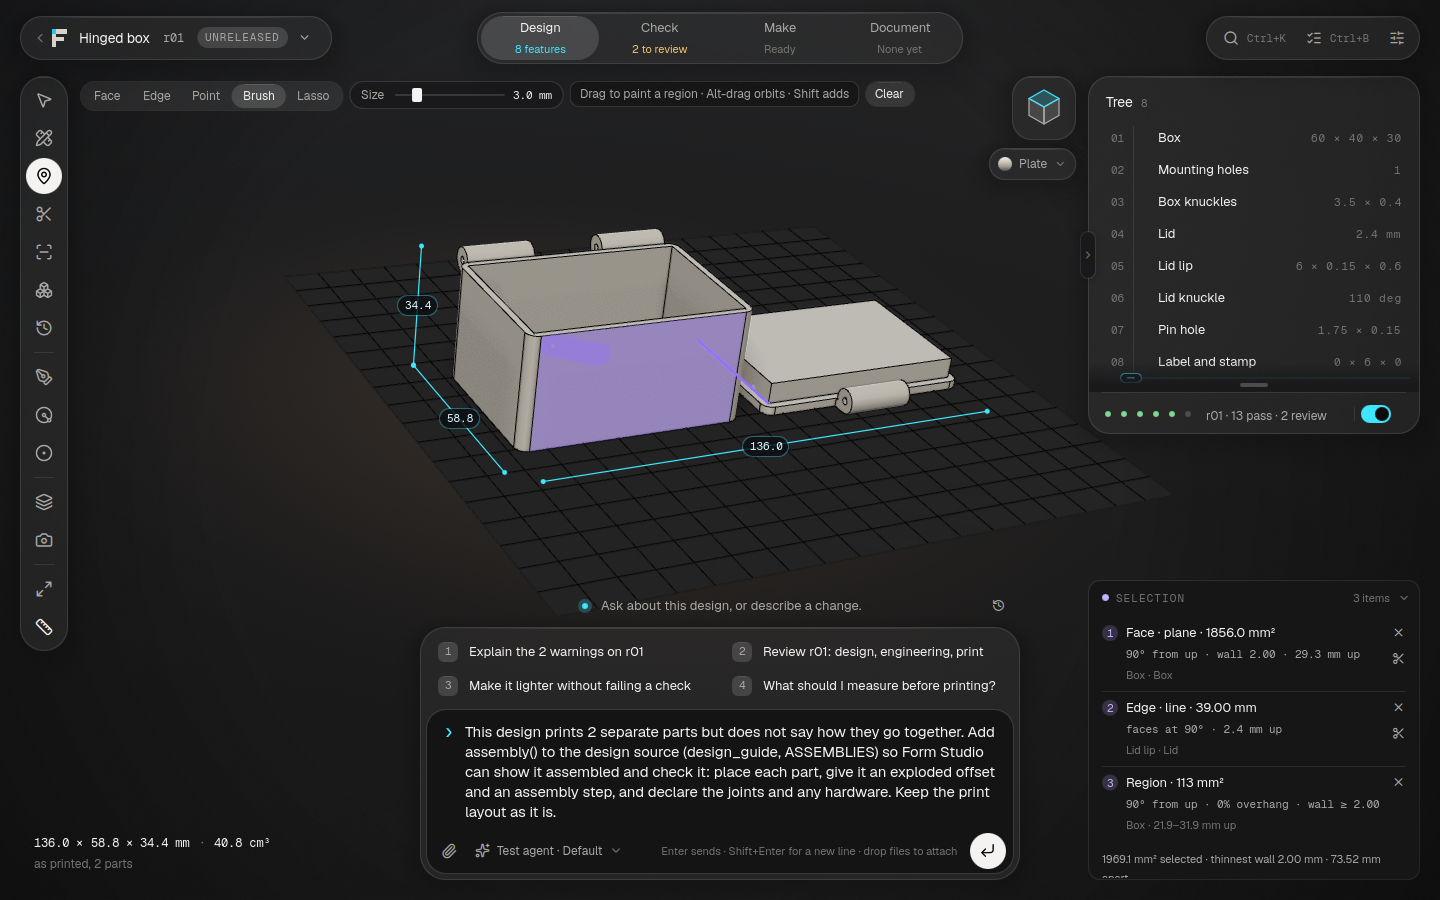 Hinged box r01 UNRELEASED
Design
8 features
Check
2 to review
Make
Ready
Document
None yet
Ctrl+K
Ctrl+B
Face
Edge
Point
Brush
Lasso
Size
3.0 mm
Drag to paint a region · Alt-drag orbits · Shift adds
Clear
Plate
Tree 8
01 Box 60 × 40 × 30
02 Mounting holes 1
03 Box knuckles 3.5 × 0.4
04 Lid 2.4 mm
05 Lid lip 6 × 0.15 × 0.6
06 Lid knuckle 110 deg
07 Pin hole 1.75 × 0.15
08 Label and stamp 0 × 6 × 0
r01 · 13 pass · 2 review
34.4
58.8
136.0
Ask about this design, or describe a change.
1 Explain the 2 warnings on r01
2 Review r01: design, engineering, print
3 Make it lighter without failing a check
4 What should I measure before printing?
This design prints 2 separate parts but does not say how they go together. Add
assembly() to the design source (design_guide, ASSEMBLIES) so Form Studio
can show it assembled and check it: place each part, give it an exploded offset
and an assembly step, and declare the joints and any hardware. Keep the print
layout as it is.
Test agent · Default
Enter sends · Shift+Enter for a new line · drop files to attach
SELECTION 3 items
1 Face · plane · 1856.0 mm²
90° from up · wall 2.00 · 29.3 mm up
Box · Box
2 Edge · line · 39.00 mm
faces at 90° · 2.4 mm up
Lid lip · Lid
3 Region · 113 mm²
90° from up · 0% overhang · wall ≥ 2.00
Box · 21.9–31.9 mm up
1969.1 mm² selected · thinnest wall 2.00 mm · 73.52 mm
apart
136.0 × 58.8 × 34.4 mm · 40.8 cm³
as printed, 2 parts